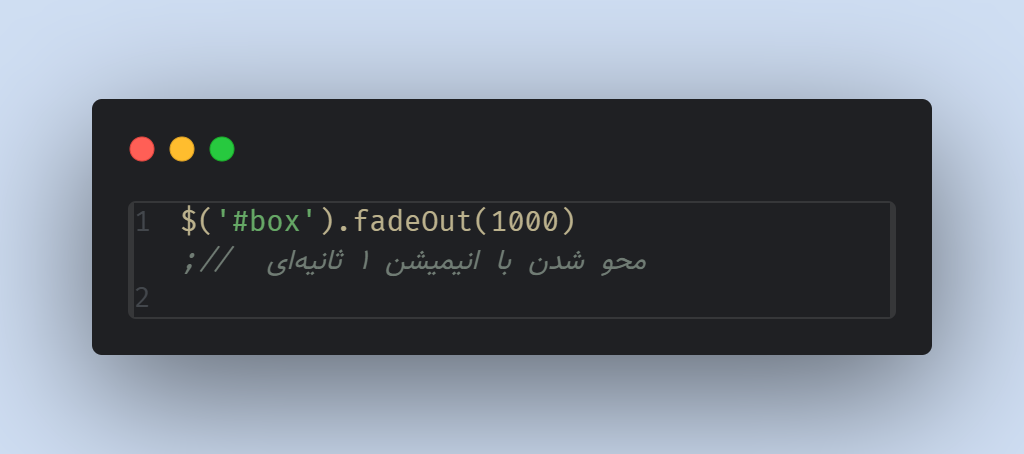 1 $('#box').fadeOut(1000)
;// محو شدن با انیمیشن ۱ ثانیه‌ای
2